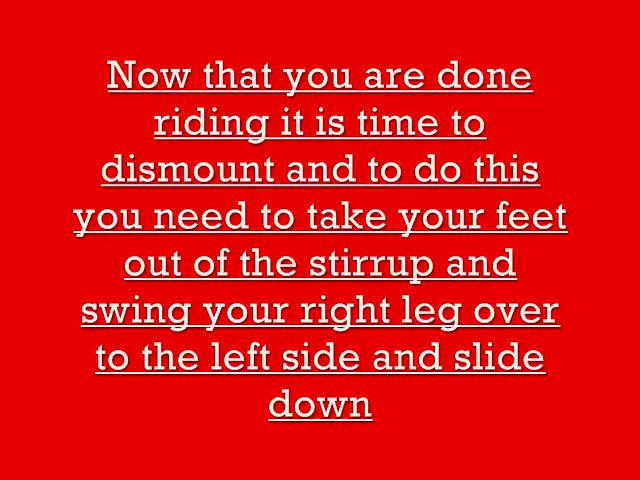 Now that you are done
riding it is time to
dismount and to do this
you need to take your feet
out of the stirrup and
swing your right leg over
to the left side and slide
down